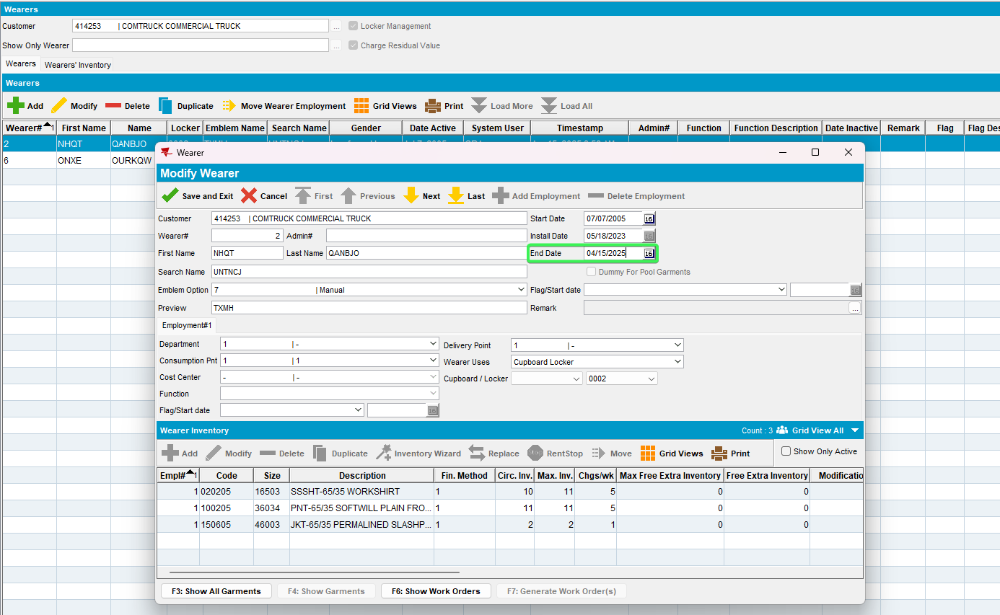 Wearers
Customer 414253 | COMTRUCK COMMERCIAL TRUCK ... Locker Management
Show Only Wearer ... Charge Residual Value
Wearers Wearers' Inventory
Wearers
Add Modify Delete Duplicate Move Wearer Employment Grid Views Print Load More Load All
Wearer# 1 First Name Name Locker Emblem Name Search Name Gender Date Active System User Timestamp Admin# Function Function Description Date Inactive Remark Flag Flag Des
2 NHQT QANBJO
6 ONXE OURKQW
Wearer
Modify Wearer
Save and Exit Cancel First Previous Next Last Add Employment Delete Employment
Customer 414253 | COMTRUCK COMMERCIAL TRUCK Start Date 07/07/2005 16
Wearer# 2 Admin# Install Date 05/18/2023 16
First Name NHQT Last Name QANBJO End Date 04/15/2025 16
Search Name UNTNCJ Dummy For Pool Garments
Emblem Option 7 | Manual Flag/Start date 16
Preview TXMH Remark ...
Employment#1
Department 1 | - Delivery Point 1 | -
Consumption Pnt 1 | 1 Wearer Uses Cupboard Locker
Cost Center - | - Cupboard / Locker 0002
Function
Flag/Start date 16
Wearer Inventory Count : 3 Grid View All
Add Modify Delete Duplicate Inventory Wizard Replace RentStop Move Grid Views Print Show Only Active
Empl# 1 Code Size Description Fin. Method Circ. Inv. Max. Inv. Chgs/wk Max Free Extra Inventory Free Extra Inventory Modificatio
1 020205 16503 SSSHT-65/35 WORKSHIRT 1 10 11 5 0 0
1 100205 36034 PNT-65/35 SOFTWILL PLAIN FRO... 1 11 11 5 0 0
1 150605 46003 JKT-65/35 PERMALINED SLASHP... 1 2 2 1 0 0
F3: Show All Garments F4: Show Garments F6: Show Work Orders F7: Generate Work Order(s)